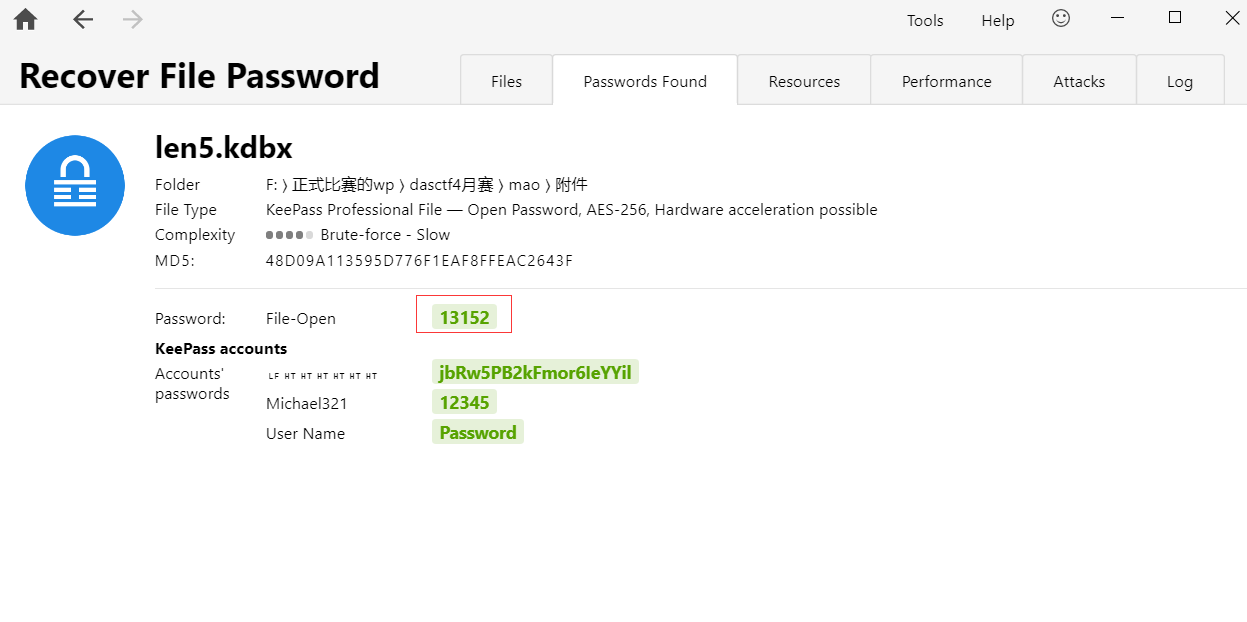 Tools Help
Recover File Password
Files Passwords Found Resources Performance Attacks Log
len5.kdbx
Folder F: ⟩ 正式比赛的wp ⟩ dasctf4月赛 ⟩ mao ⟩ 附件
File Type KeePass Professional File — Open Password, AES-256, Hardware acceleration possible
Complexity Brute-force - Slow
MD5: 48D09A113595D776F1EAF8FFEAC2643F
Password: File-Open 13152
KeePass accounts
Accounts' passwords LF HT HT HT HT HT HT jbRw5PB2kFmor6IeYYil
Michael321 12345
User Name Password